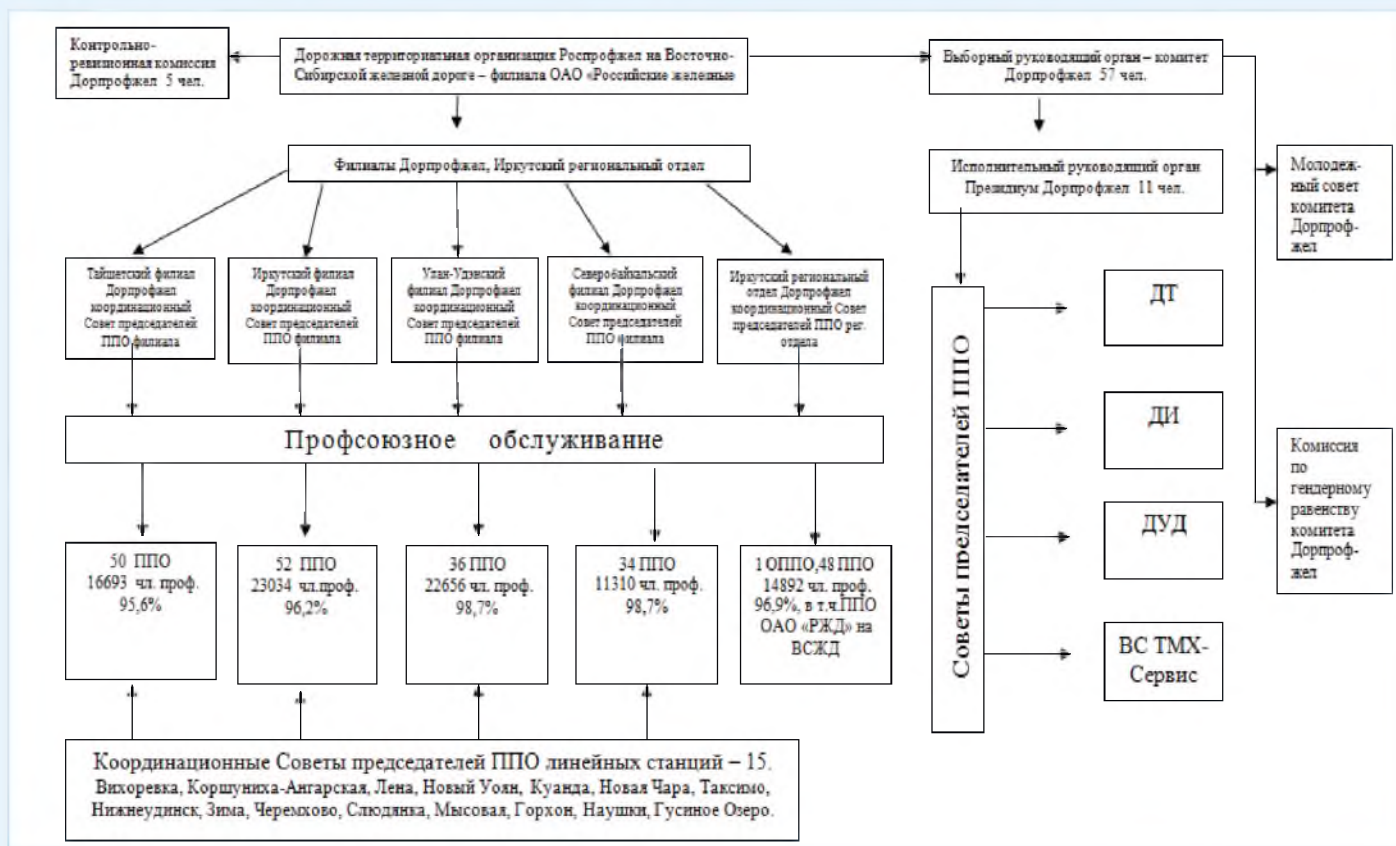 Контрольно-
ревизионная комиссия
Дорпрофжел 5 чел.
Дорожная территориальная организация Роспрофжел на Восточно-
Сибирской железной дороге – филиала ОАО «Российские железные
Выборный руководящий орган – комитет
Дорпрофжел 57 чел.
Филиалы Дорпрофжел, Иркутский региональный отдел
Исполнительный руководящий орган
Президиум Дорпрофжел 11 чел.
Молодеж-
ный совет
комитета
Дорпроф-
жел
Тайшетский филиал
Дорпрофжел
координационный
Совет председателей
ППО филиала
Иркутский филиал
Дорпрофжел
координационный
Совет председателей
ППО филиала
Улан-Удэнский
филиал Дорпрофжел
координационный
Совет председателей
ППО филиала
Северобайкальский
филиал Дорпрофжел
координационный
Совет председателей
ППО филиала
Иркутский региональный
отдел Дорпрофжел
координационный Совет
председателей ППО рег.
отдела
Профсоюзное обслуживание
50 ППО
16693 чл. проф.
95,6%
52 ППО
23034 чл.проф.
96,2%
36 ППО
22656 чл. проф.
98,7%
34 ППО
11310 чл. проф.
98,7%
1 ОППО,48 ППО
14892 чл. проф.
96,9%, в т.ч.ППО
ОАО «РЖД» на
ВСЖД
Координационные Советы председателей ППО линейных станций – 15.
Вихоревка, Коршуниха-Ангарская, Лена, Новый Уоян, Куанда, Новая Чара, Таксимо,
Нижнеудинск, Зима, Черемхово, Слюдянка, Мысовая, Горхон, Наушки, Гусиное Озеро.
Советы председателей ППО
ДТ
ДИ
ДУД
ВС ТМХ-
Сервис
Комиссия
по
гендерному
равенству
комитета
Дорпроф-
жел